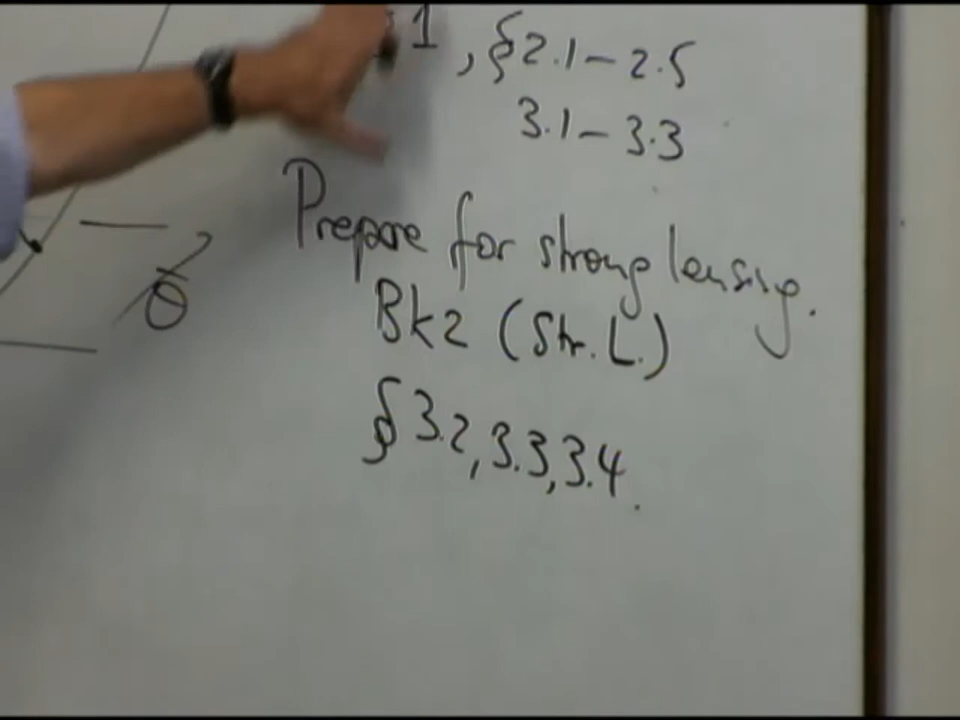 1, §2.1-2.5
3.1-3.3
Prepare for strong lensing.
Bk2 (Str. L.)
§3.2, 3.3, 3.4.
θ